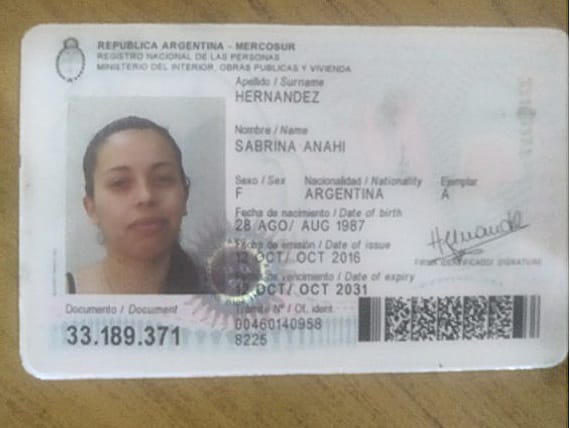 REPUBLICA ARGENTINA - MERCOSUR
REGISTRO NACIONAL DE LAS PERSONAS
MINISTERIO DEL INTERIOR, OBRAS PUBLICAS Y VIVIENDA
Apellido / Surname
HERNANDEZ
Nombre / Name
SABRINA ANAHI
Sexo / Sex Nacionalidad / Nationality Ejemplar
F ARGENTINA A
Fecha de nacimiento / Date of birth
28 AGO/ AUG 1987
Fecha de emisión / Date of issue
12 OCT/ OCT 2016
vencimiento / Date of expiry
12 OCT/ OCT 2031
FIRMA IDENTIFICADO/ SIGNATURE
Documento / Document
33.189.371
Trámite Nº / Of. ident.
00460140958
8225